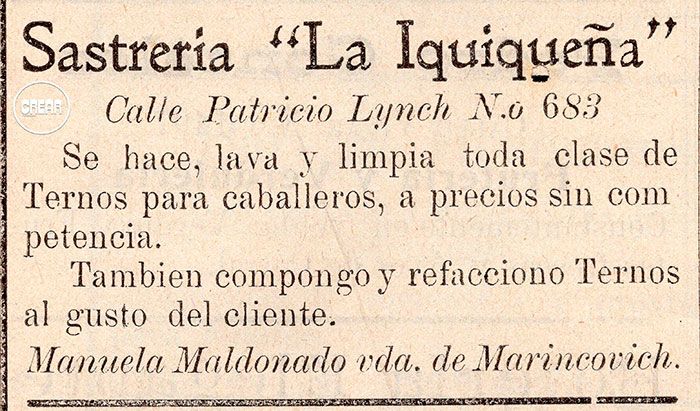 Sastreria “La Iquiqueña”
CREAR
Calle Patricio Lynch N.o 683
Se hace, lava y limpia toda clase de
Ternos para caballeros, a precios sin com
petencia.
Tambien compongo y refacciono Ternos
al gusto del cliente.
Manuela Maldonado vda. de Marincovich.